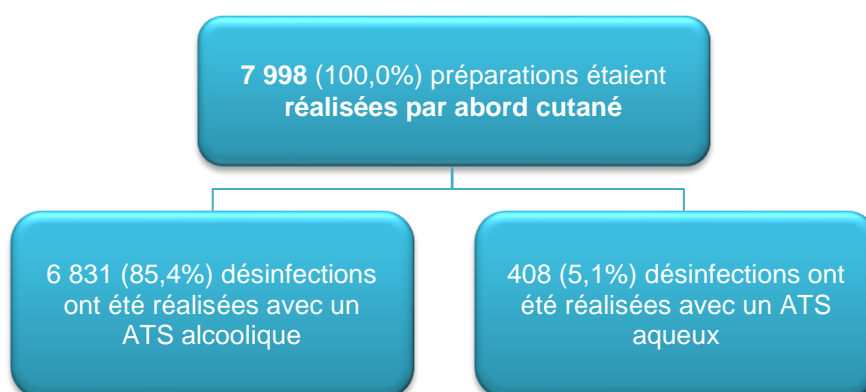 7 998 (100,0%) préparations étaient
réalisées par abord cutané
6 831 (85,4%) désinfections
ont été réalisées avec un
ATS alcoolique
408 (5,1%) désinfections ont
été réalisées avec un ATS
aqueux